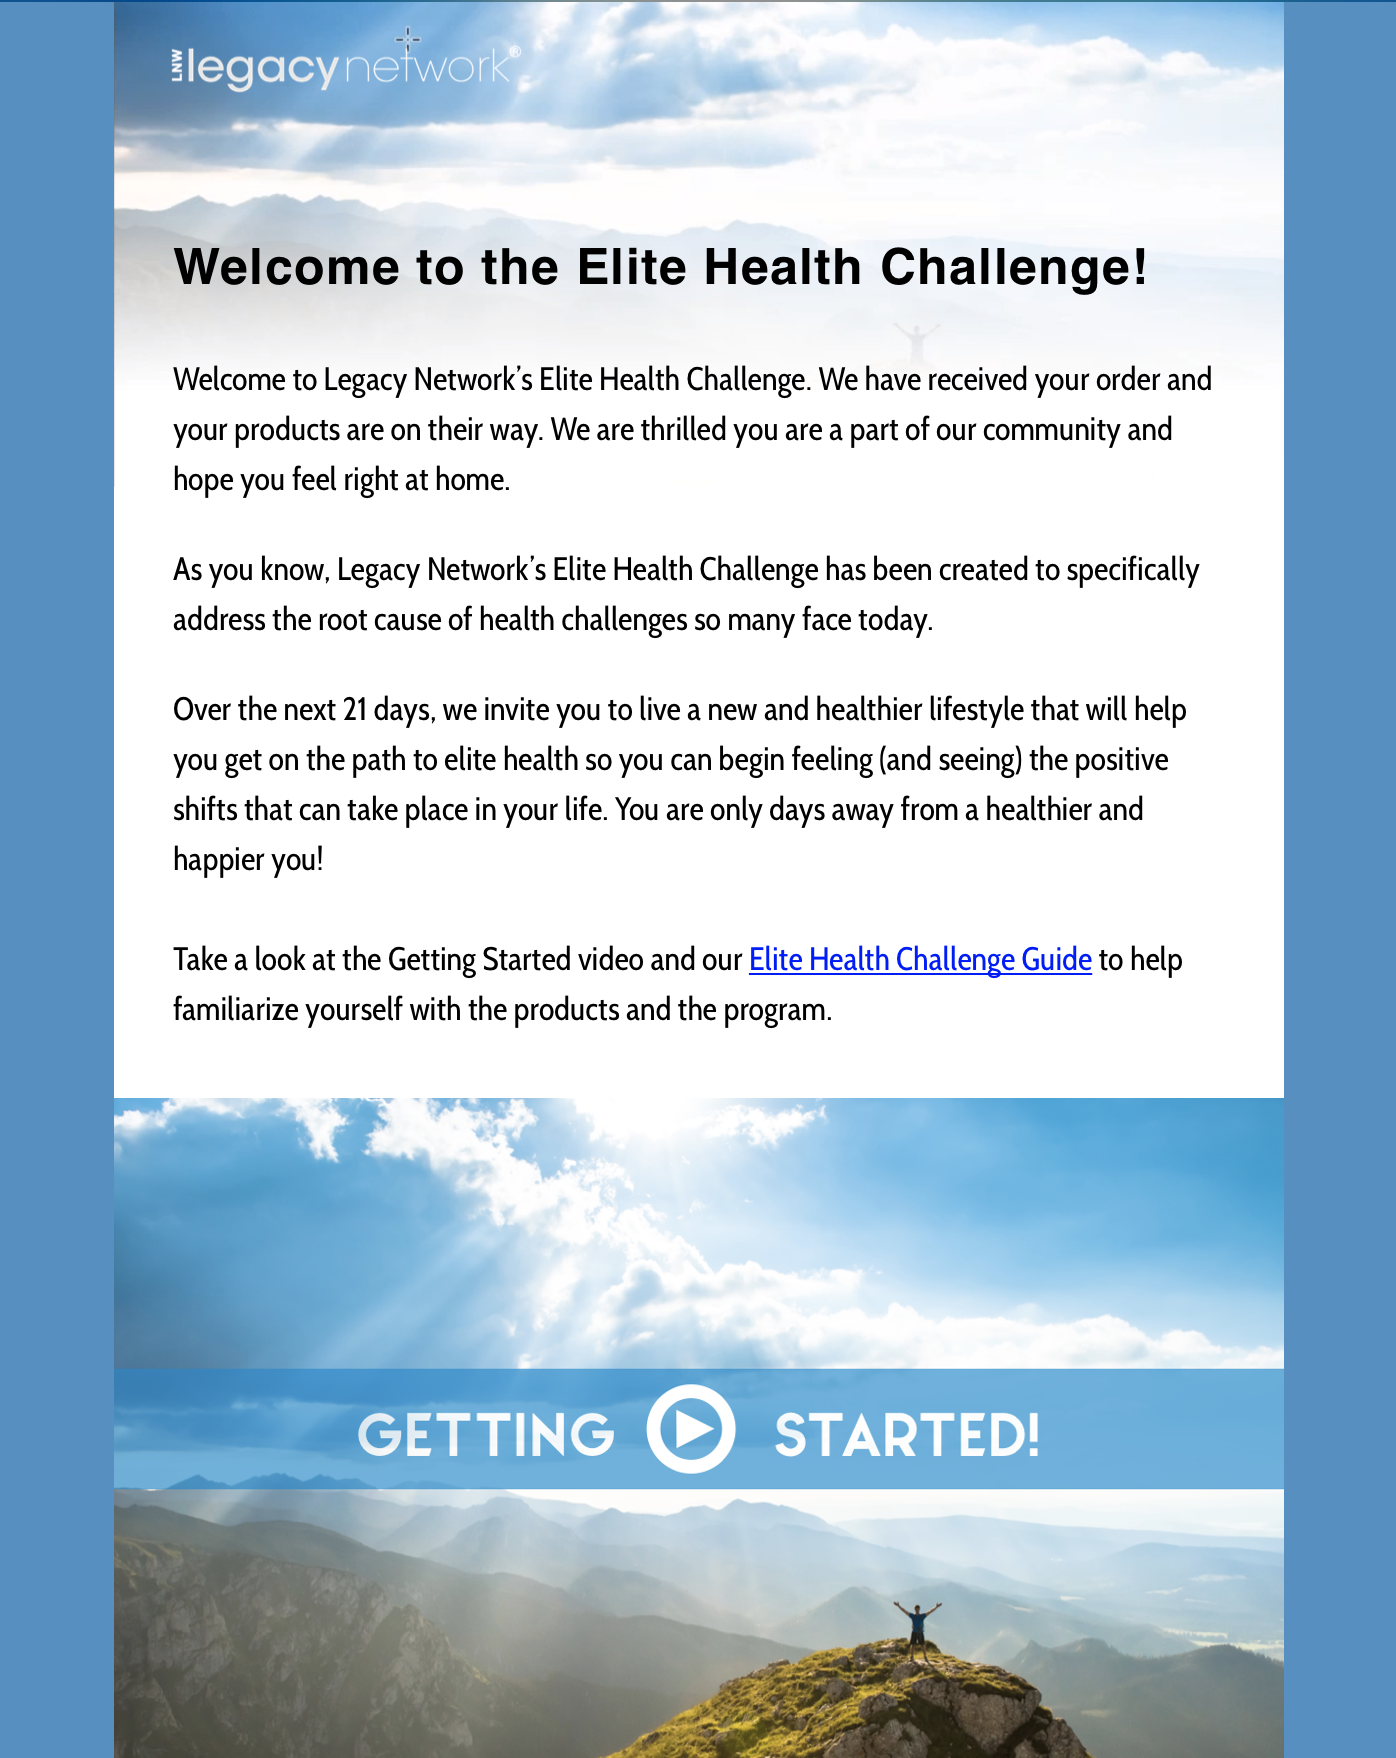 LNW legacynetwork®
Welcome to the Elite Health Challenge!
Welcome to Legacy Network’s Elite Health Challenge. We have received your order and
your products are on their way. We are thrilled you are a part of our community and
hope you feel right at home.
As you know, Legacy Network’s Elite Health Challenge has been created to specifically
address the root cause of health challenges so many face today.
Over the next 21 days, we invite you to live a new and healthier lifestyle that will help
you get on the path to elite health so you can begin feeling (and seeing) the positive
shifts that can take place in your life. You are only days away from a healthier and
happier you!
Take a look at the Getting Started video and our Elite Health Challenge Guide to help
familiarize yourself with the products and the program.
GETTING STARTED!